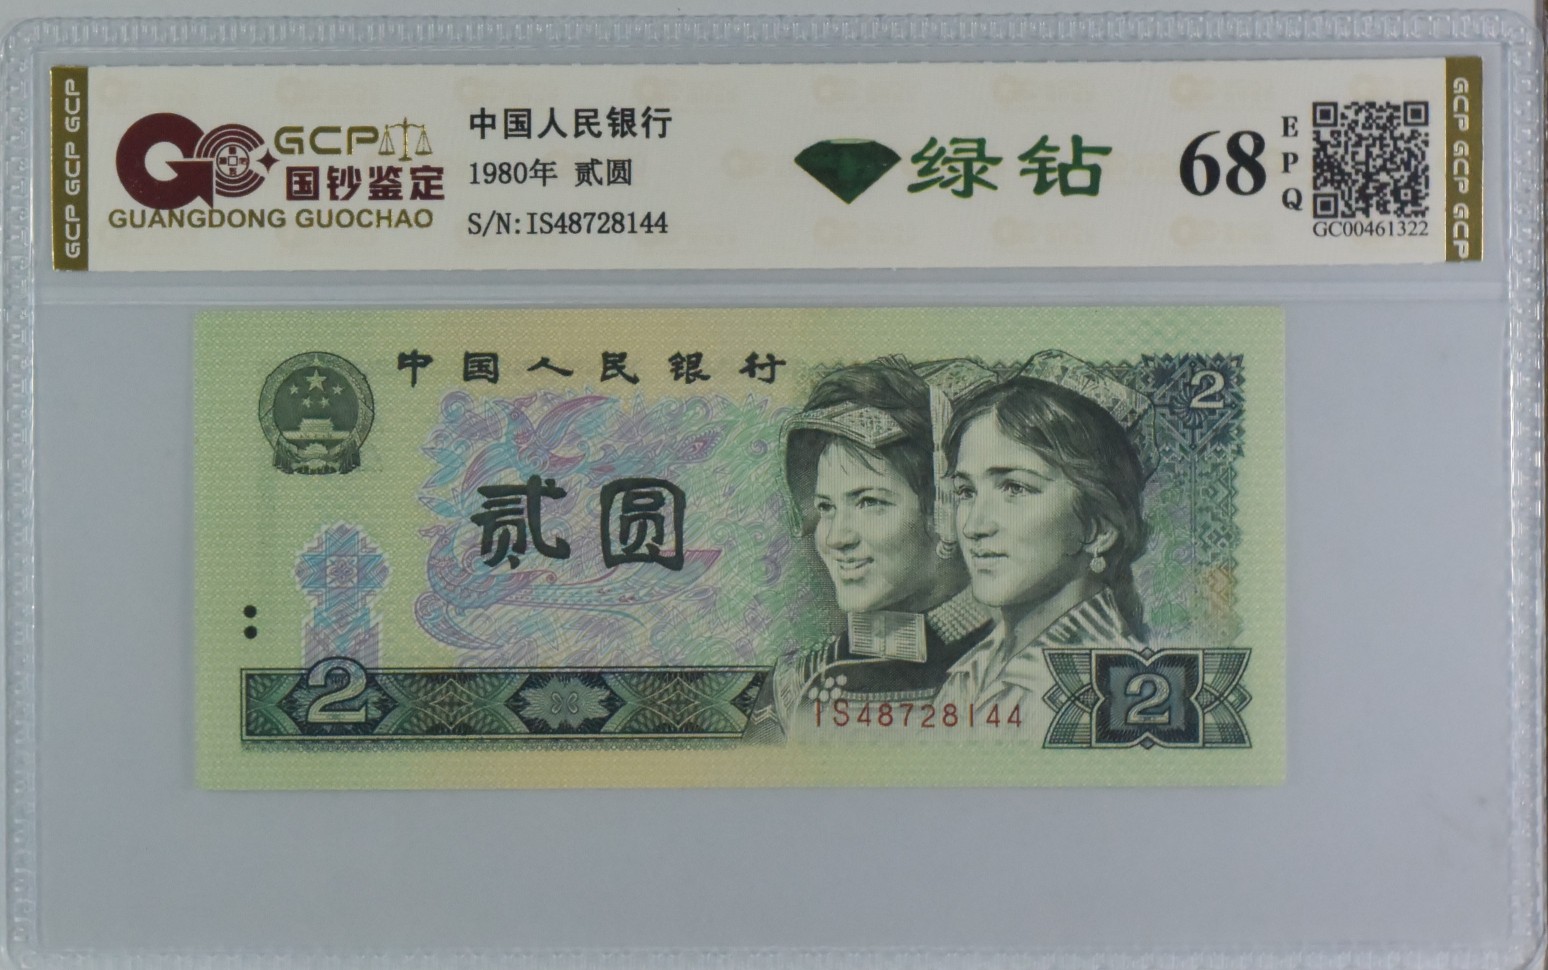 GCP GCP GCP
GCP
国钞鉴定
GUANGDONG GUOCHAO
中国人民银行
1980年 贰圆
S/N:IS48728144
绿钻
68
EPQ
GC00461322
GCP GCP GCP
中国人民银行
2
贰圆
2
IS48728144
2